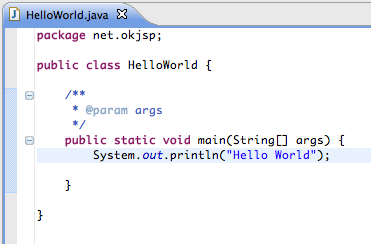 HelloWorld.java
package net.okjsp;
public class HelloWorld {
/**
* @param args
*/
public static void main(String[] args) {
System.out.println("Hello World");
}
}